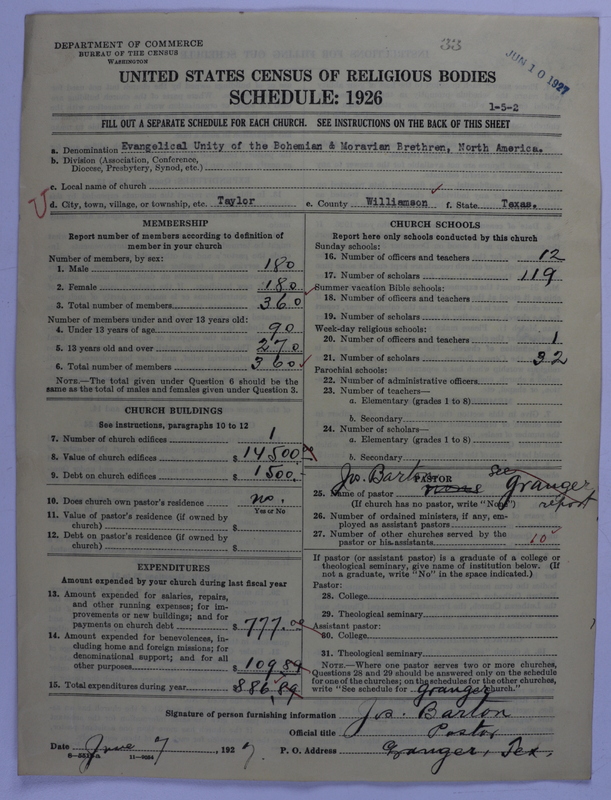 DEPARTMENT OF COMMERCE
BUREAU OF THE CENSUS
WASHINGTON
33
JUN 10 1927
UNITED STATES CENSUS OF RELIGIOUS BODIES
SCHEDULE: 1926
1-5-2
FILL OUT A SEPARATE SCHEDULE FOR EACH CHURCH. SEE INSTRUCTIONS ON THE BACK OF THIS SHEET
a. Denomination Evangelical Unity of the Bohemian & Moravian Brethren, North America.
b. Division (Association, Conference, Diocese, Presbytery, Synod, etc.)
c. Local name of church
d. City, town, village, or township, etc. Taylor e. County Williamson f. State Texas.
MEMBERSHIP
Report number of members according to definition of member in your church
Number of members, by sex:
1. Male 180
2. Female 180
3. Total number of members 360
Number of members under and over 13 years old:
4. Under 13 years of age 90
5. 13 years old and over 270
6. Total number of members 360
NOTE.—The total given under Question 6 should be the same as the total of males and females given under Question 3.
CHURCH BUILDINGS
See instructions, paragraphs 10 to 12
7. Number of church edifices 1
8. Value of church edifices $ 14500.00
9. Debt on church edifices $ 1500.-
10. Does church own pastor's residence no.
Yes or No
11. Value of pastor's residence (if owned by church) $
12. Debt on pastor's residence (if owned by church) $
EXPENDITURES
Amount expended by your church during last fiscal year
13. Amount expended for salaries, repairs, and other running expenses; for improvements or new buildings; and for payments on church debt $ 777.00
14. Amount expended for benevolences, including home and foreign missions; for denominational support; and for all other purposes $ 109.89
15. Total expenditures during year $ 886.89
CHURCH SCHOOLS
Report here only schools conducted by this church
Sunday schools:
16. Number of officers and teachers 12
17. Number of scholars 119
Summer vacation Bible schools:
18. Number of officers and teachers
19. Number of scholars
Week-day religious schools:
20. Number of officers and teachers 1
21. Number of scholars 32
Parochial schools:
22. Number of administrative officers
23. Number of teachers—
a. Elementary (grades 1 to 8)
b. Secondary
24. Number of scholars—
a. Elementary (grades 1 to 8)
b. Secondary
PASTOR
25. Name of pastor Jos. Barton none see Granger report
(If church has no pastor, write "None")
26. Number of ordained ministers, if any, employed as assistant pastors
27. Number of other churches served by the pastor or his assistants 10
If pastor (or assistant pastor) is a graduate of a college or theological seminary, give name of institution below. (If not a graduate, write "No" in the space indicated.)
Pastor:
28. College
29. Theological seminary
Assistant pastor:
30. College
31. Theological seminary
NOTE.—Where one pastor serves two or more churches, Questions 28 and 29 should be answered only on the schedule for one of the churches; on the schedules for the other churches, write "See schedule for Granger church."
Signature of person furnishing information Jos. Barton
Official title Pastor
Date June 7, 1927. P. O. Address Granger, Tex.
11—9034